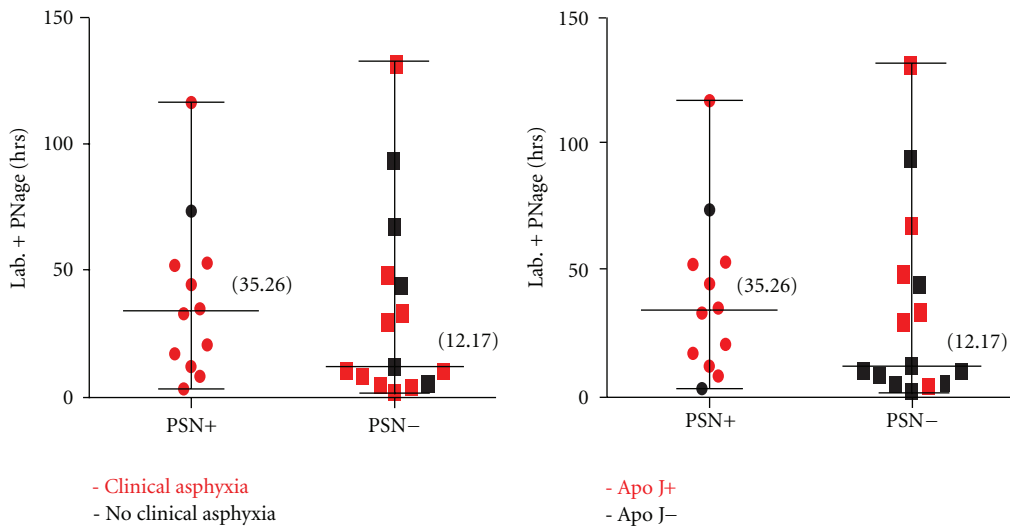 150
100
50
0
Lab. + PNage (hrs)
(35.26)
(12.17)
PSN+
PSN−
- Clinical asphyxia
- No clinical asphyxia
150
100
50
0
Lab. + PNage (hrs)
(35.26)
(12.17)
PSN+
PSN−
- Apo J+
- Apo J−